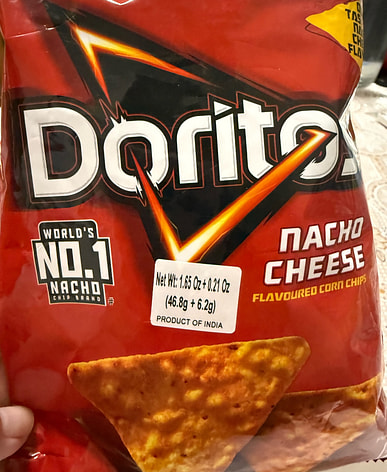 Doritos
WORLD'S
NO.1
NACHO
CHIP BRAND
#
NACHO
CHEESE
FLAVOURED CORN CHIPS
Net Wt: 1.65 Oz + 0.21 Oz
(46.8g + 6.2g)
PRODUCT OF INDIA